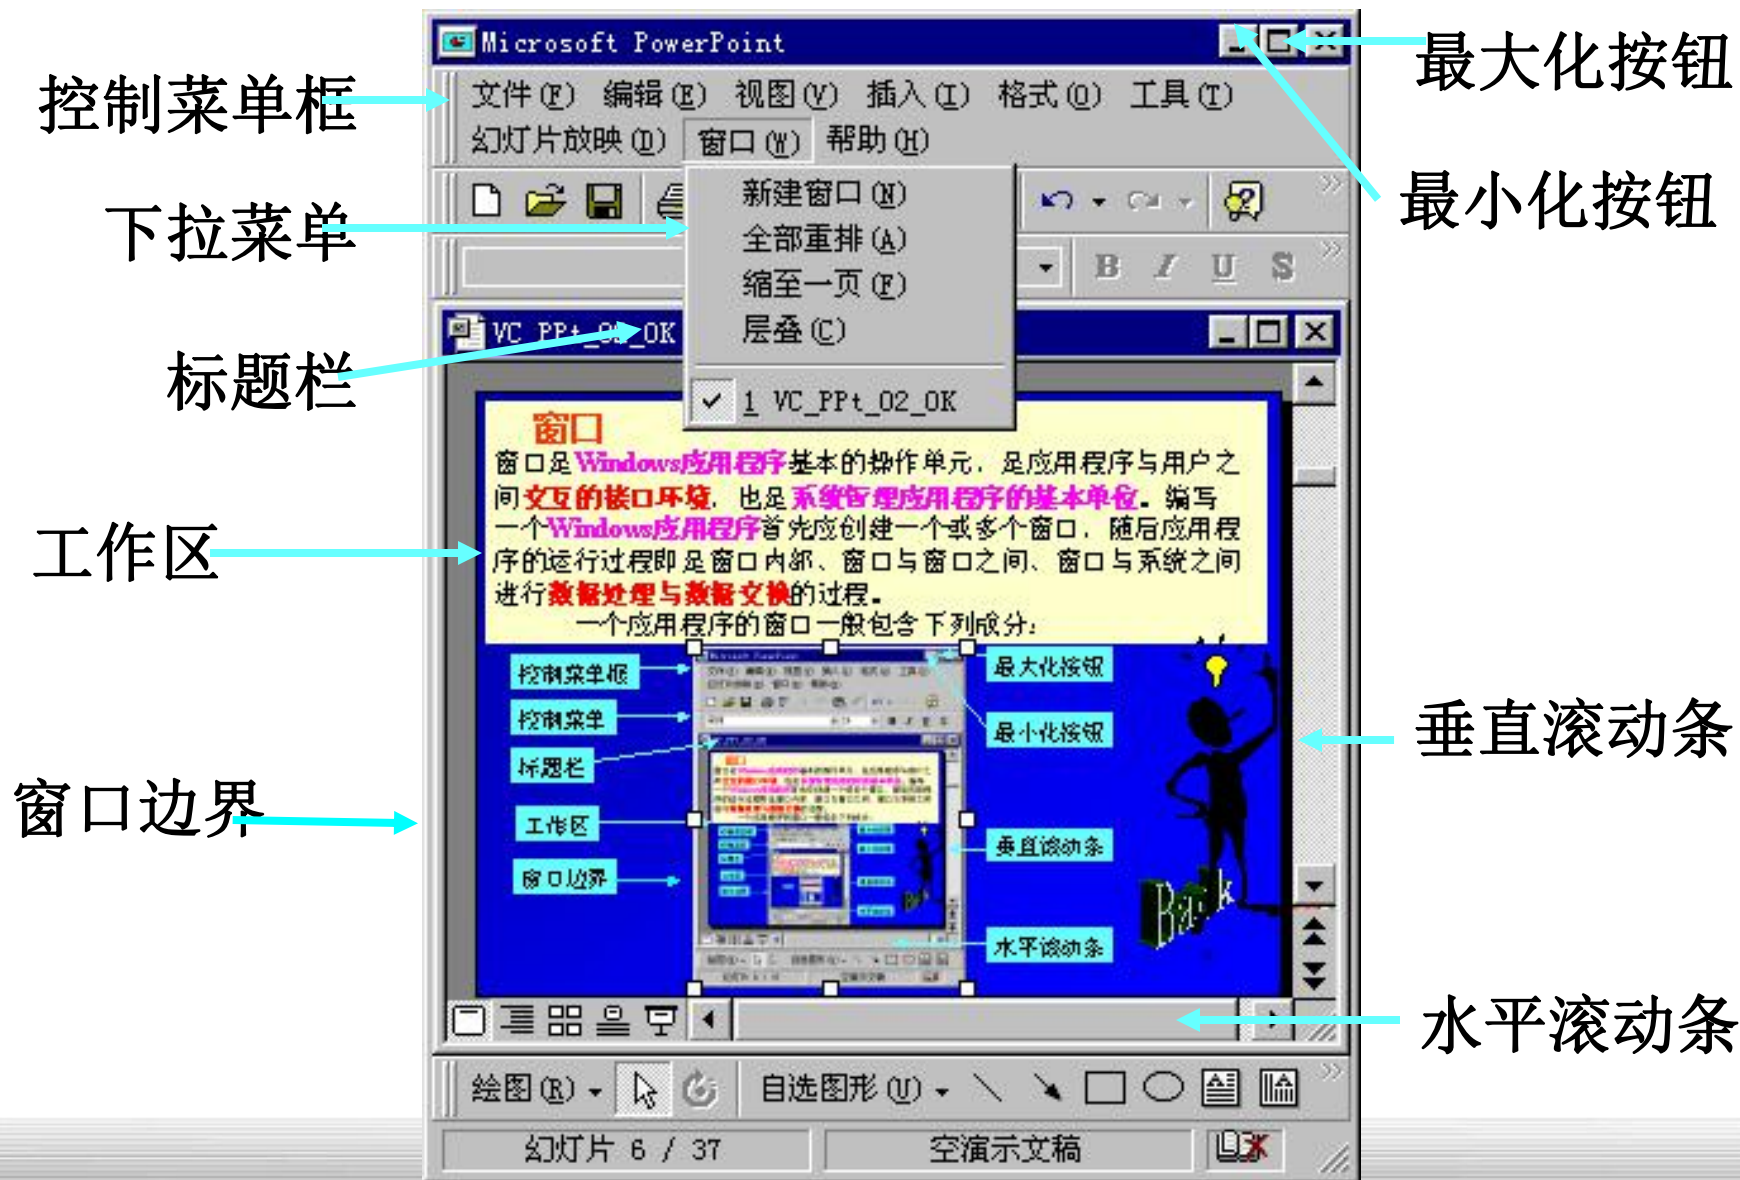 Microsoft PowerPoint
最大化按钮
控制菜单框
文件(F) 编辑(E) 视图(V) 插入(I) 格式(O) 工具(T)
幻灯片放映(D) 窗口(W) 帮助(H)
下拉菜单
新建窗口(N)
最小化按钮
全部重排(A)
缩至一页(F)
层叠(C)
B I U S
标题栏
VC_PPt_02_OK
1 VC_PPt_02_OK
窗口
窗口是Windows应用程序基本的操作单元，是应用程序与用户之
间交互的接口环境，也是系统管理应用程序的基本单位。编写
一个Windows应用程序首先应创建一个或多个窗口，随后应用程
序的运行过程即是窗口内部、窗口与窗口之间、窗口与系统之间
进行数据处理与数据交换的过程。
一个应用程序的窗口一般包含下列成分：
工作区
控制菜单框
最大化按钮
控制菜单
最小化按钮
标题栏
工作区
垂直滚动条
窗口边界
水平滚动条
Back
窗口边界
垂直滚动条
水平滚动条
绘图(R) 自选图形(U)
幻灯片 6 / 37
空演示文稿